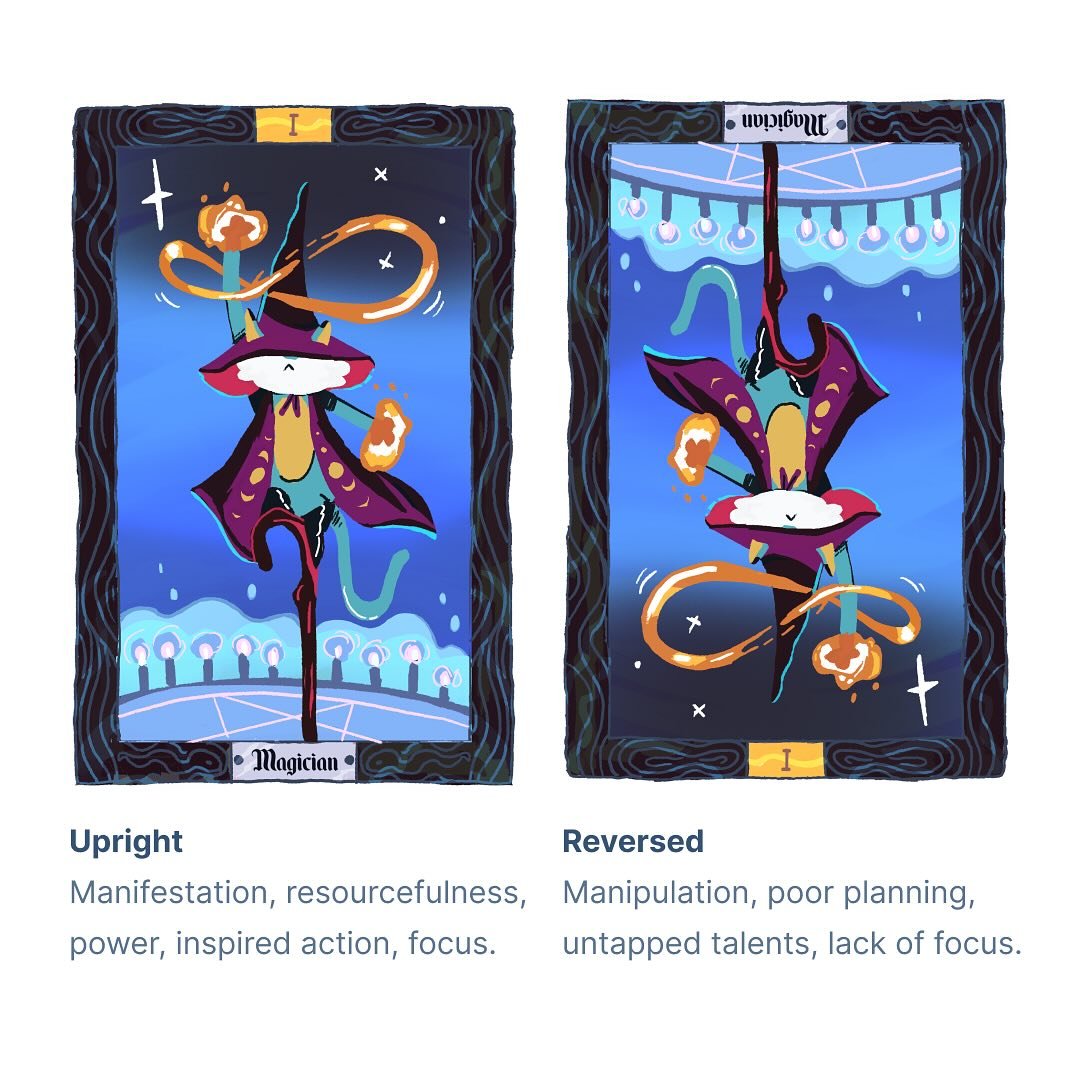 I
Magician
Upright
Manifestation, resourcefulness,
power, inspired action, focus.
Magician
I
Reversed
Manipulation, poor planning,
untapped talents, lack of focus.